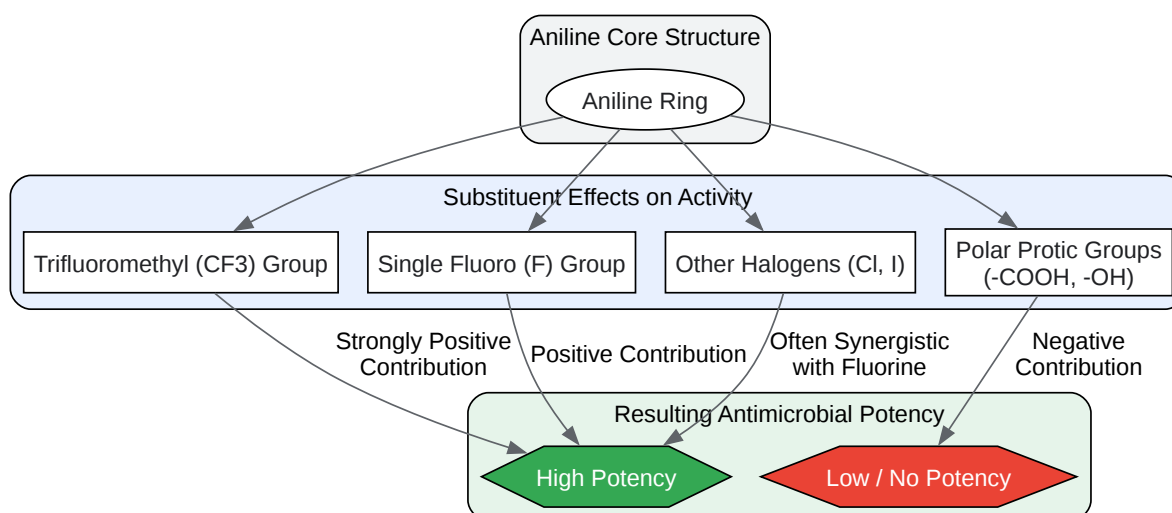 Aniline Core Structure
Aniline Ring
Substituent Effects on Activity
Trifluoromethyl (CF3) Group
Single Fluoro (F) Group
Other Halogens (Cl, I)
Polar Protic Groups
(-COOH, -OH)
Strongly Positive
Contribution
Positive Contribution
Often Synergistic
with Fluorine
Negative
Contribution
Resulting Antimicrobial Potency
High Potency
Low / No Potency